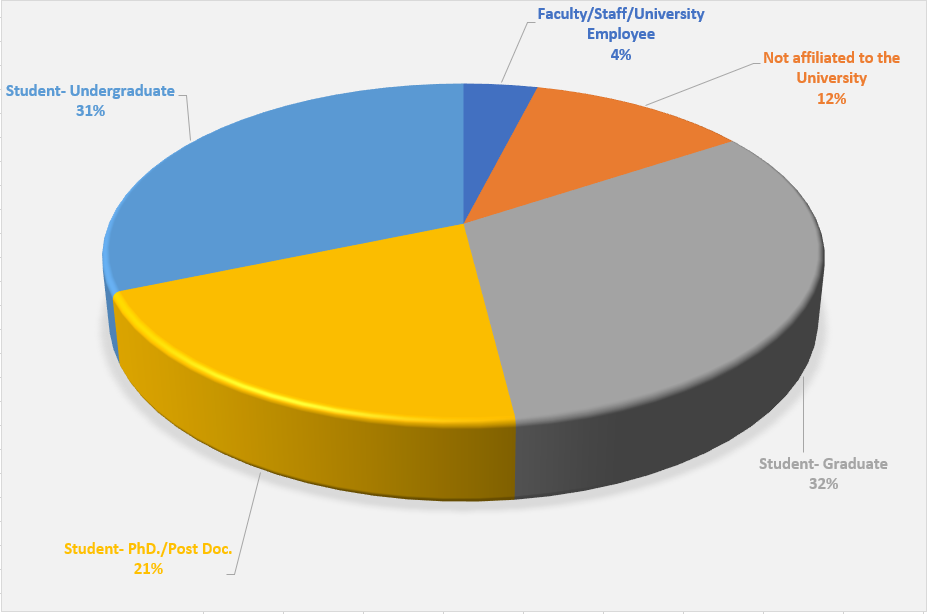 Faculty/Staff/University
Employee
4%
Not affiliated to the
University
12%
Student- Undergraduate
31%
Student- Graduate
32%
Student- PhD./Post Doc.
21%